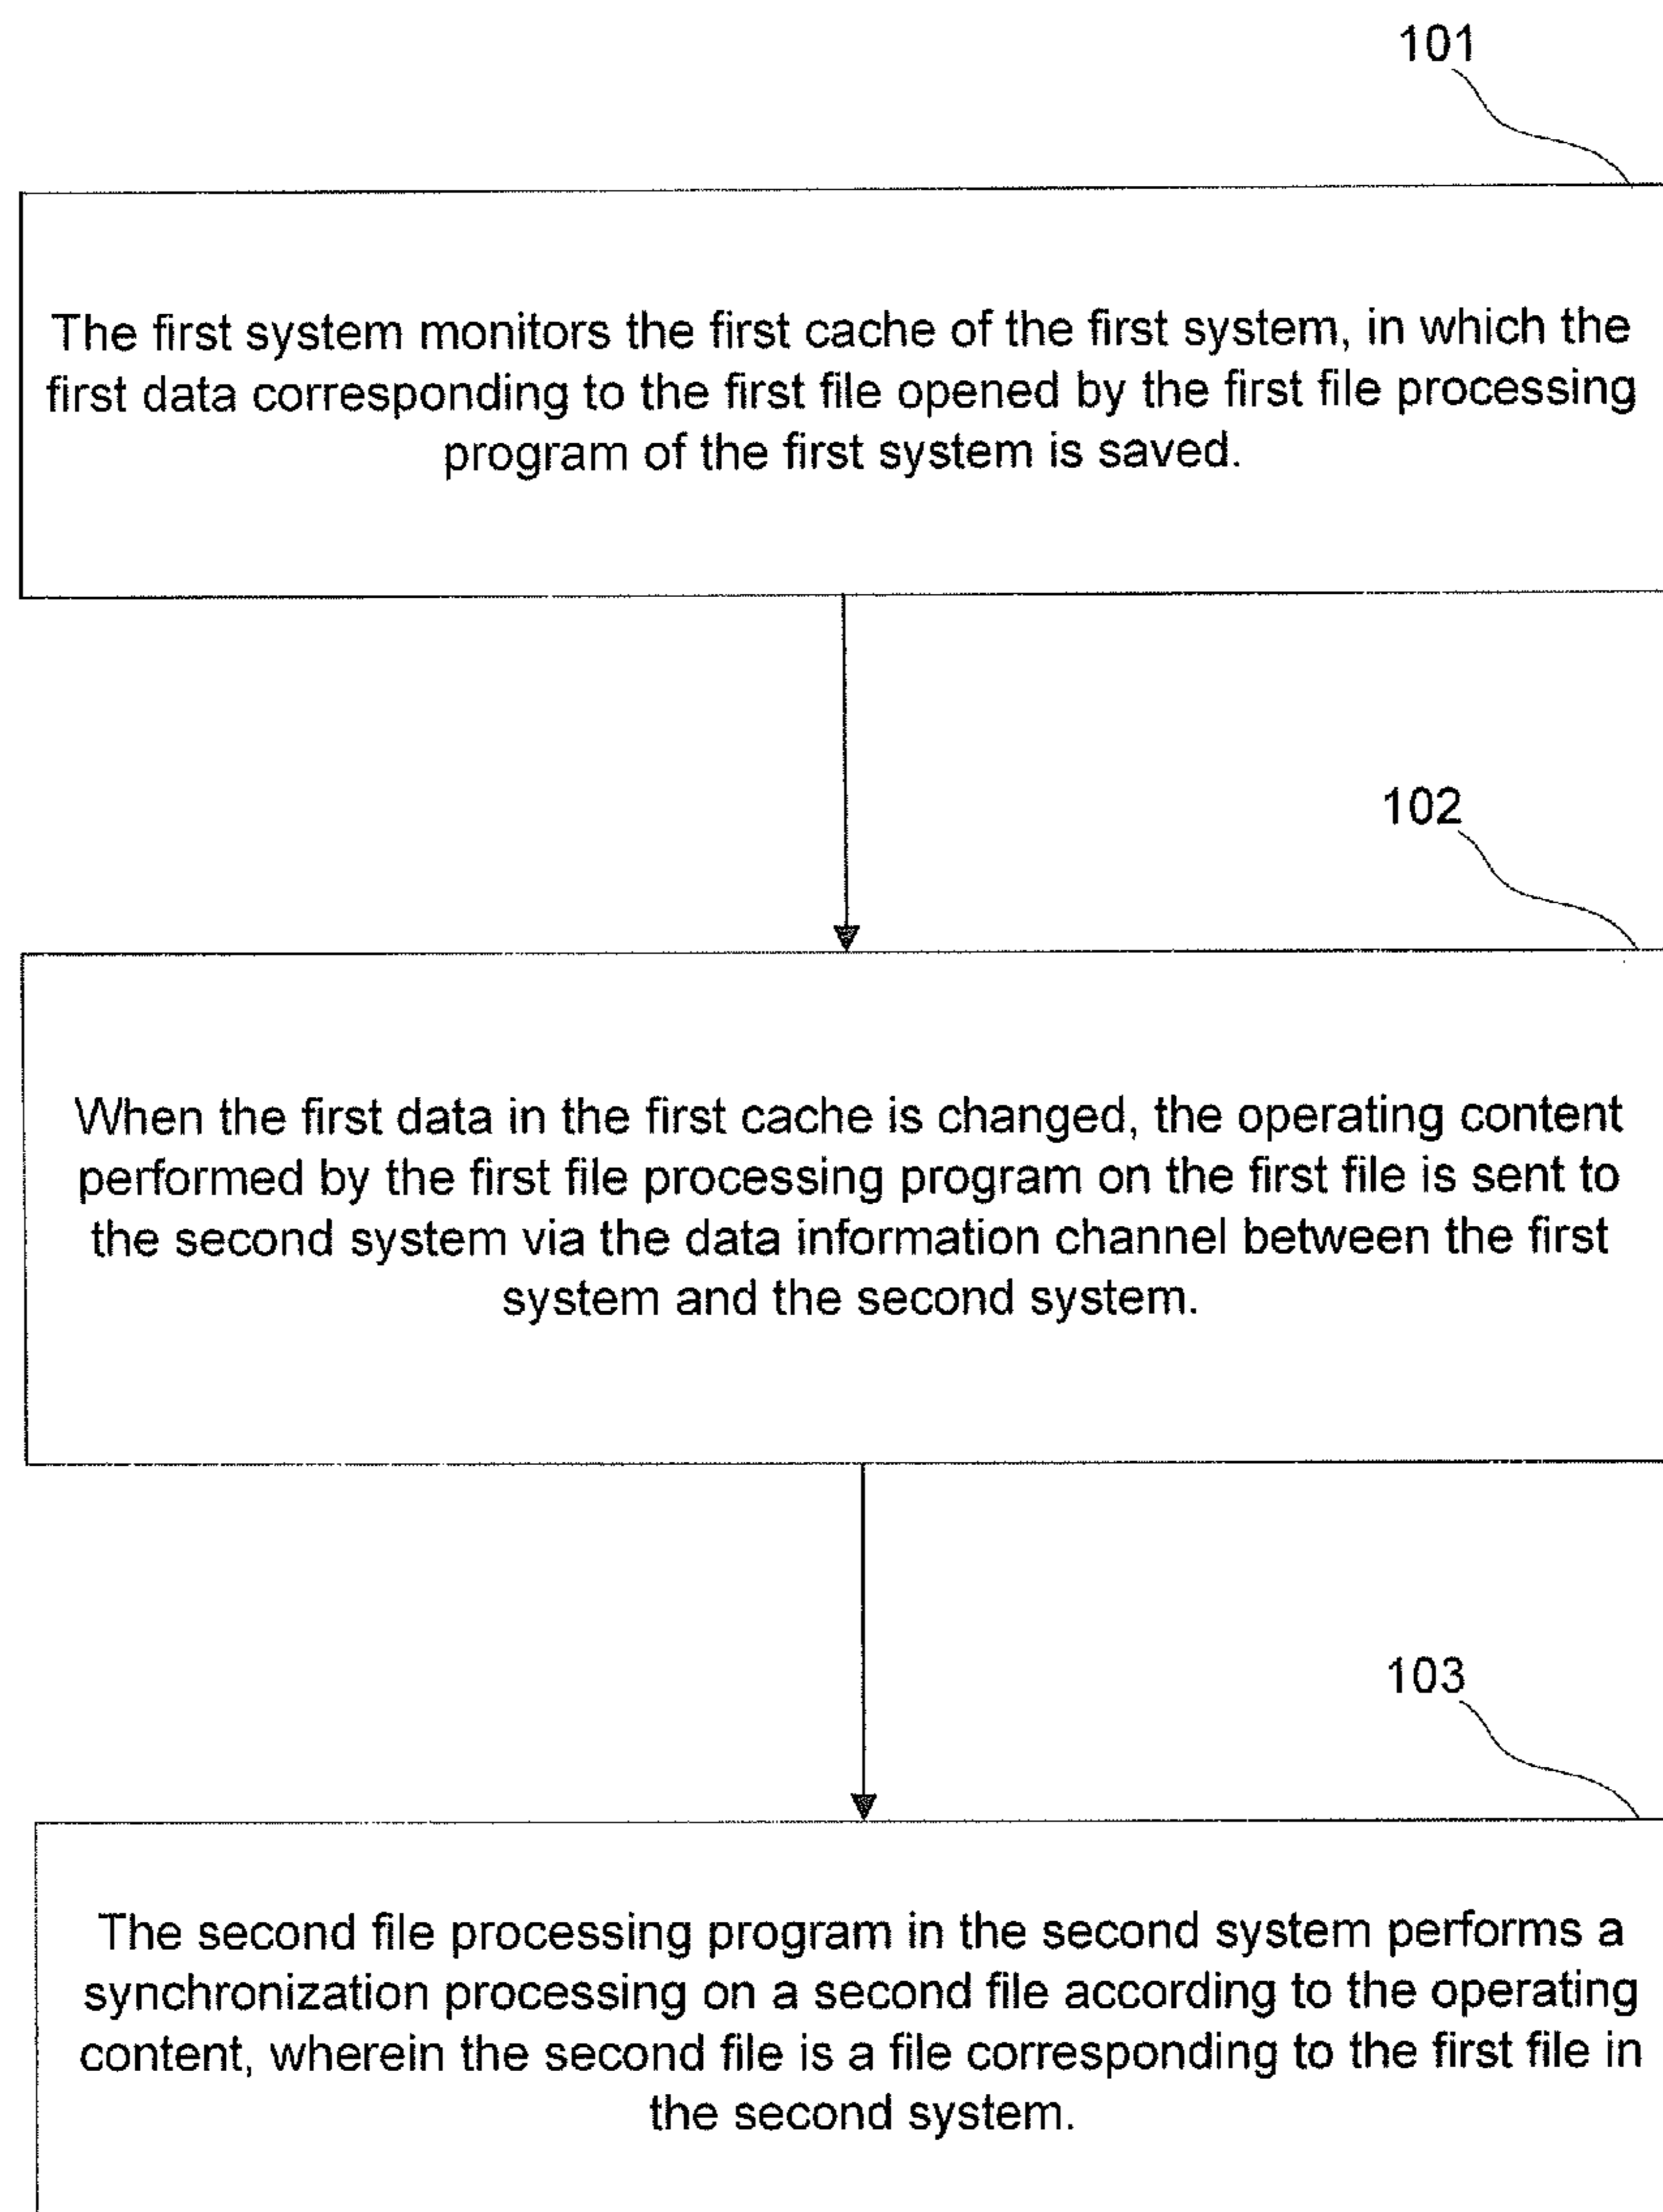 101
The first system monitors the first cache of the first system, in which the
first data corresponding to the first file opened by the first file processing
program of the first system is saved.
102
When the first data in the first cache is changed, the operating content
performed by the first file processing program on the first file is sent to
the second system via the data information channel between the first
system and the second system.
103
The second file processing program in the second system performs a
synchronization processing on a second file according to the operating
content, wherein the second file is a file corresponding to the first file in
the second system.